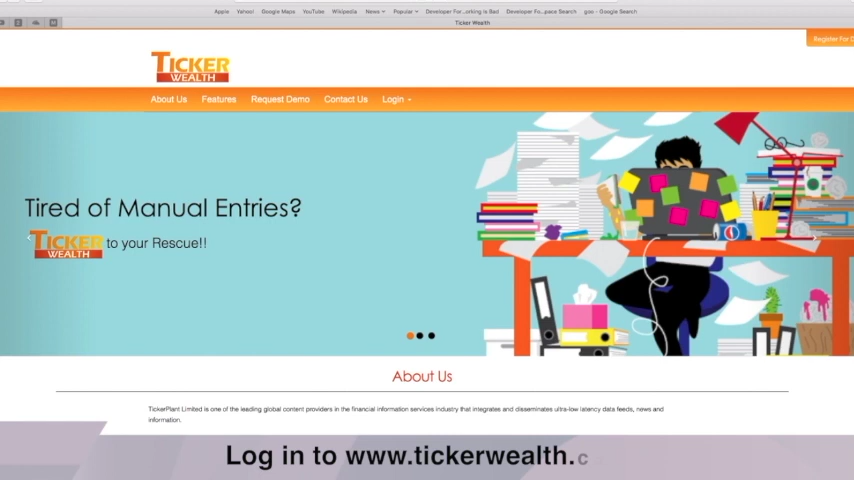 Apple Yahoo! Google Maps YouTube Wikipedia News Popular Developer Fo...orking is Bad Developer Fo...pace Search goo - Google Search
Ticker Wealth
Register For D
TICKER
WEALTH
About Us Features Request Demo Contact Us Login
Tired of Manual Entries?
TICKER
WEALTH
to your Rescue!!
About Us
TickerPlant Limited is one of the leading global content providers in the financial information services industry that integrates and disseminates ultra-low latency data feeds, news and
information.
Log in to www.tickerwealth.c